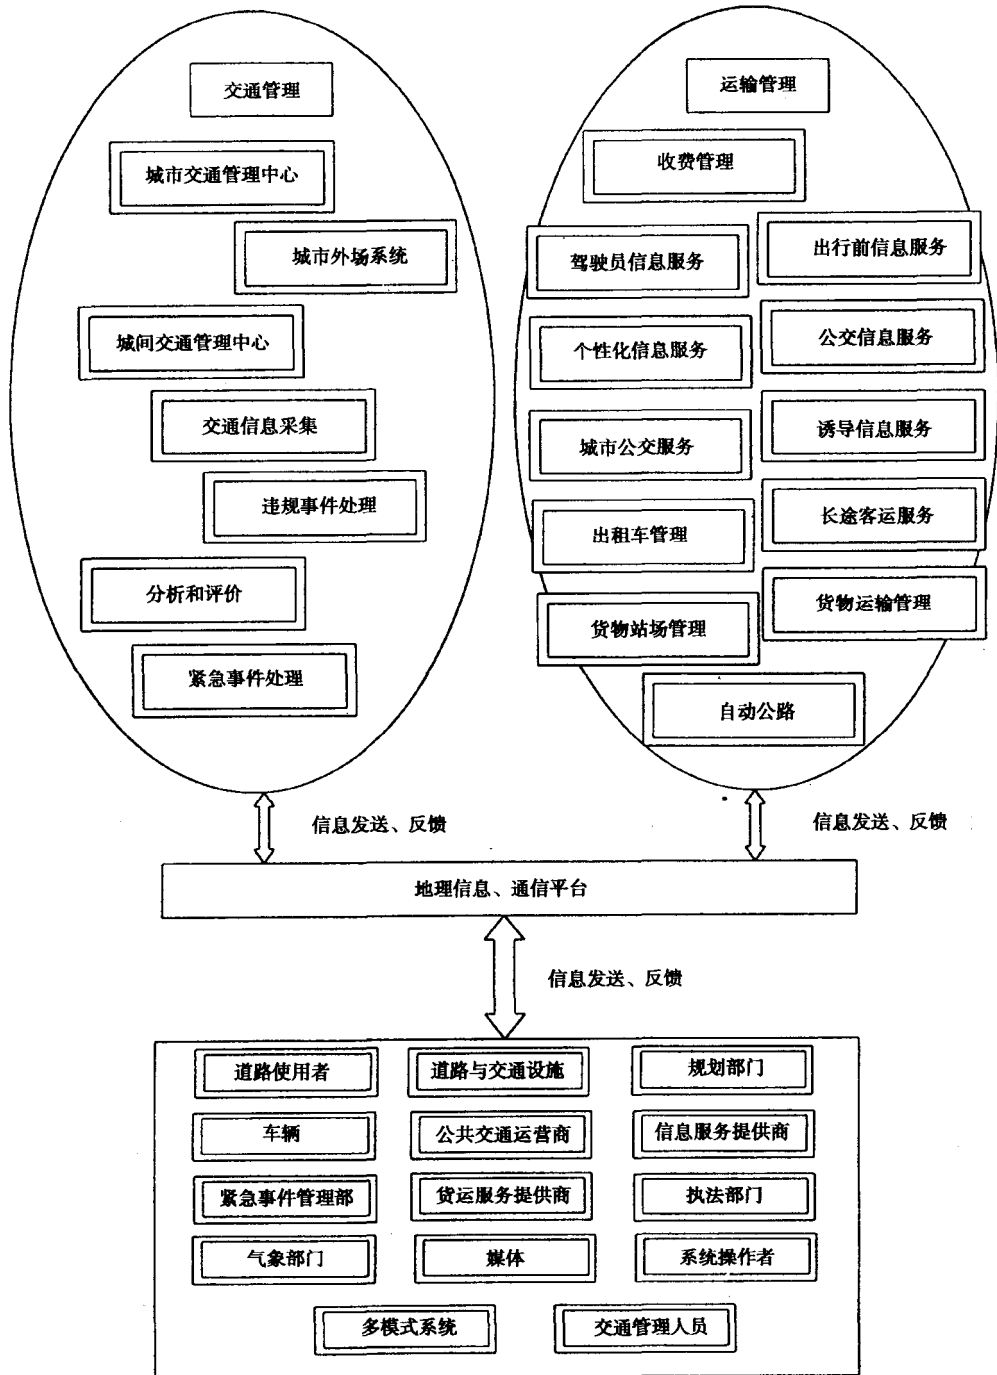 交通管理
城市交通管理中心
城市外场系统
城间交通管理中心
交通信息采集
违规事件处理
分析和评价
紧急事件处理
运输管理
收费管理
驾驶员信息服务
出行前信息服务
个性化信息服务
公交信息服务
城市公交服务
诱导信息服务
出租车管理
长途客运服务
货物站场管理
货物运输管理
自动公路
信息发送、反馈
信息发送、反馈
地理信息、通信平台
信息发送、反馈
道路使用者
道路与交通设施
规划部门
车辆
公共交通运营商
信息服务提供商
紧急事件管理部
货运服务提供商
执法部门
气象部门
媒体
系统操作者
多模式系统
交通管理人员